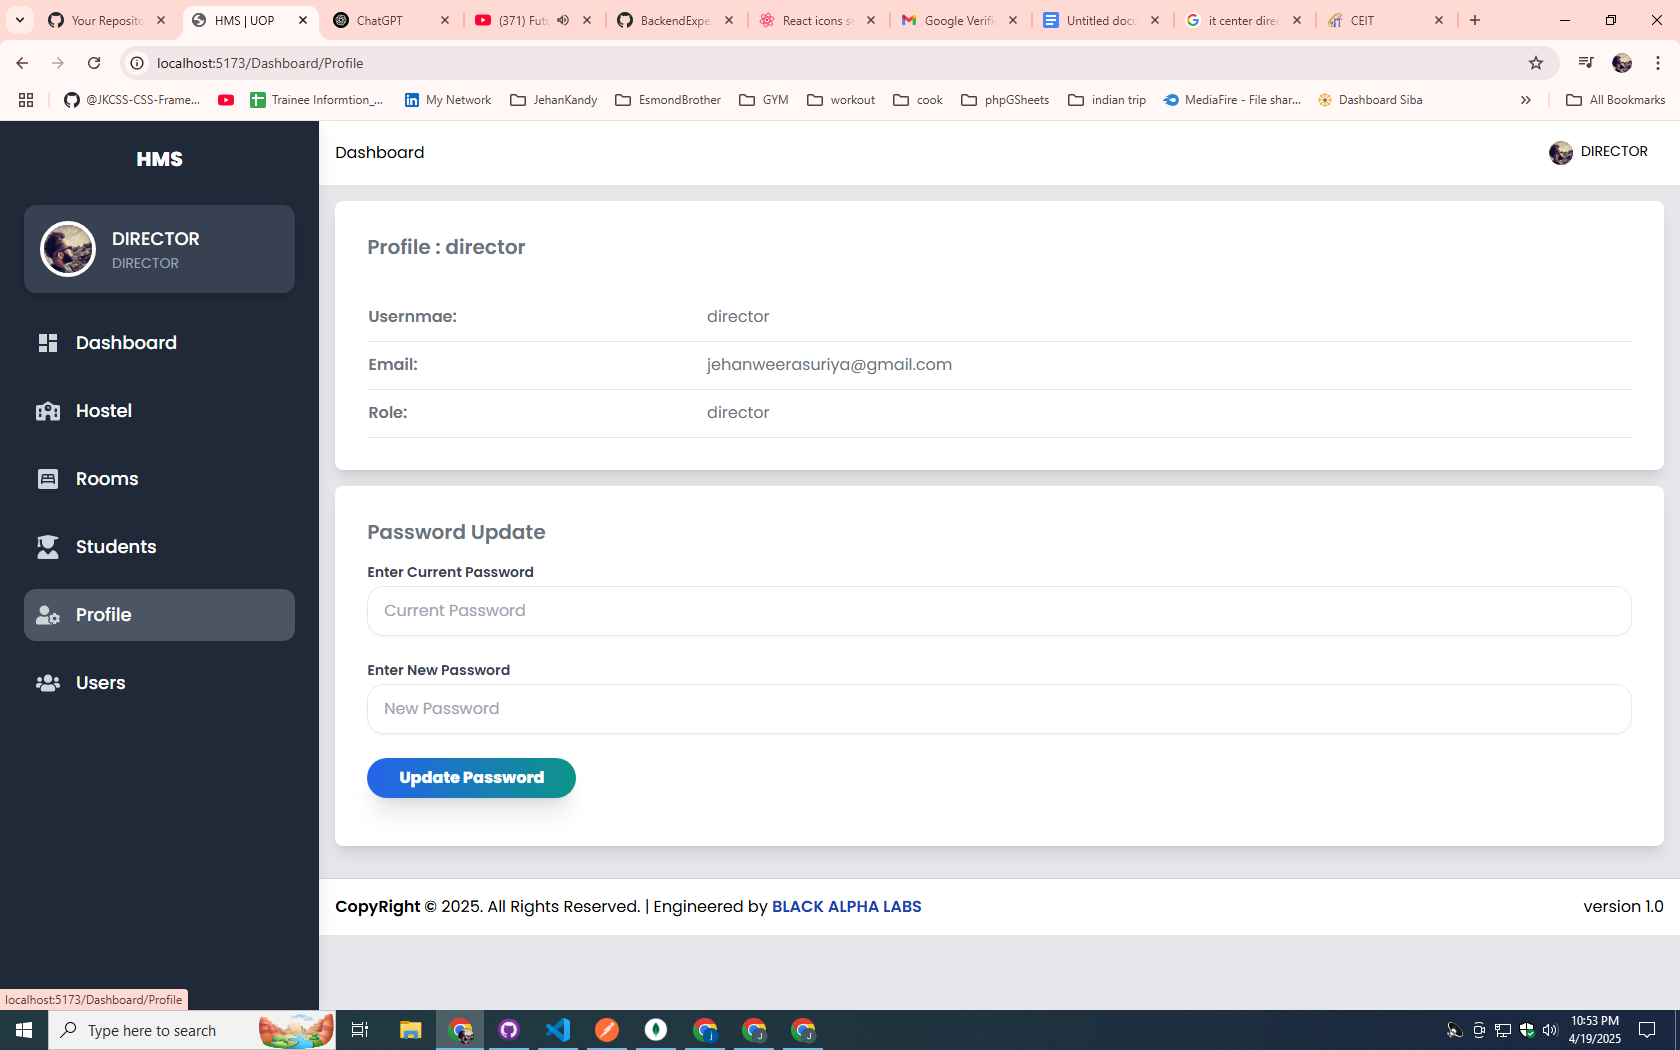 Your Reposito
HMS | UOP
ChatGPT
(371) Futu
BackendExpe
React icons se
Google Verific
Untitled docu
it center direc
CEIT
localhost:5173/Dashboard/Profile
@JKCSS-CSS-Frame...
Trainee Informtion_...
My Network
JehanKandy
EsmondBrother
GYM
workout
cook
phpGSheets
indian trip
MediaFire - File shar...
Dashboard Siba
All Bookmarks
HMS
Dashboard
DIRECTOR
DIRECTOR
DIRECTOR
Dashboard
Hostel
Rooms
Students
Profile
Users
Profile : director
Usernmae: director
Email: jehanweerasuriya@gmail.com
Role: director
Password Update
Enter Current Password
Current Password
Enter New Password
New Password
Update Password
CopyRight © 2025. All Rights Reserved. | Engineered by BLACK ALPHA LABS
version 1.0
localhost:5173/Dashboard/Profile
Type here to search
10:53 PM
4/19/2025